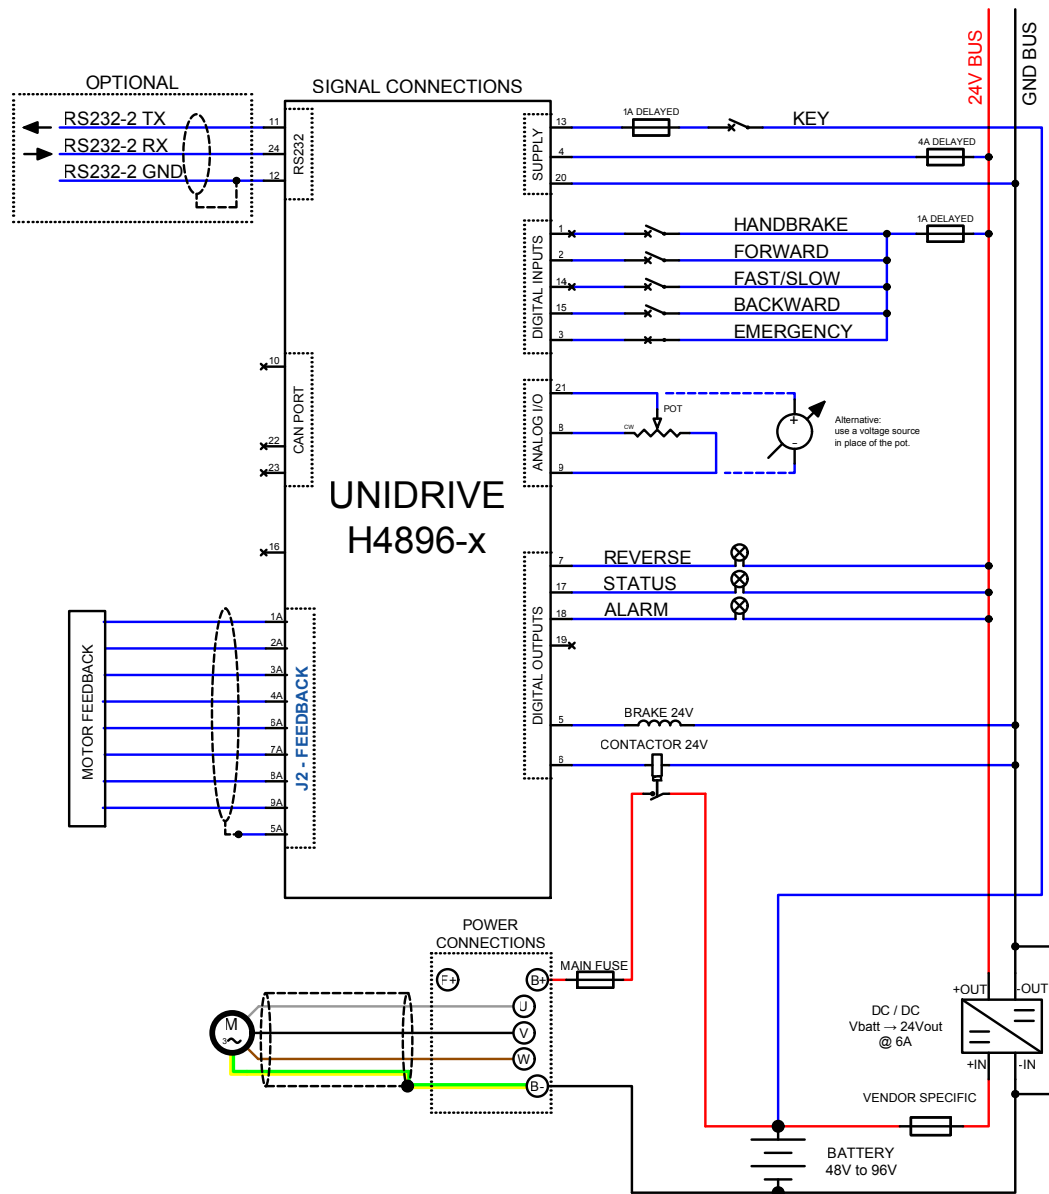 24V BUS
GND BUS
OPTIONAL
SIGNAL CONNECTIONS
RS232-2 TX
RS232-2 RX
RS232-2 GND
11
24
12
RS232
13
4
20
SUPPLY
1A DELAYED
KEY
4A DELAYED
1
2
14
15
3
DIGITAL INPUTS
HANDBRAKE
FORWARD
FAST/SLOW
BACKWARD
EMERGENCY
1A DELAYED
10
22
23
CAN PORT
16
21
8
9
ANALOG I/O
POT
CW
+
-
Alternative:
use a voltage source
in place of the pot.
UNIDRIVE
H4896-x
7
17
18
19
5
6
DIGITAL OUTPUTS
REVERSE
STATUS
ALARM
BRAKE 24V
CONTACTOR 24V
MOTOR FEEDBACK
1A
2A
3A
4A
6A
7A
8A
9A
5A
J2 - FEEDBACK
POWER
CONNECTIONS
F+
B+
U
V
W
B-
MAIN FUSE
M
3~
+OUT
-OUT
DC / DC
Vbatt → 24Vout
@ 6A
+IN
-IN
VENDOR SPECIFIC
BATTERY
48V to 96V